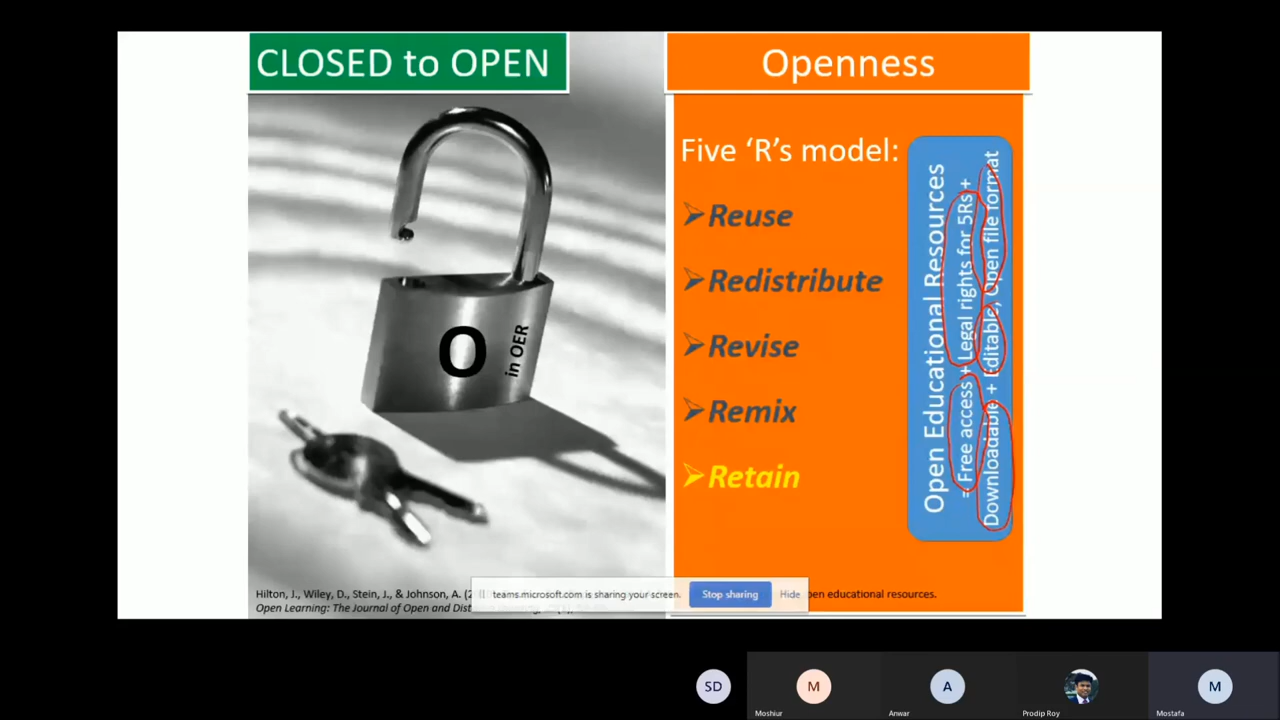 CLOSED to OPEN
O
in OER
Openness
Five ‘R’s model:
Reuse
Redistribute
Revise
Remix
Retain
Open Educational Resources
= Free access + Legal rights for 5Rs +
Downloadable + Editable, Open file format
Hilton, J., Wiley, D., Stein, J., & Johnson, A. (2
pen educational resources.
Open Learning: The Journal of Open and Dist
teams.microsoft.com is sharing your screen.
Stop sharing
Hide
SD
M
A
M
Moshiur
Anwar
Prodip Roy
Mostafa